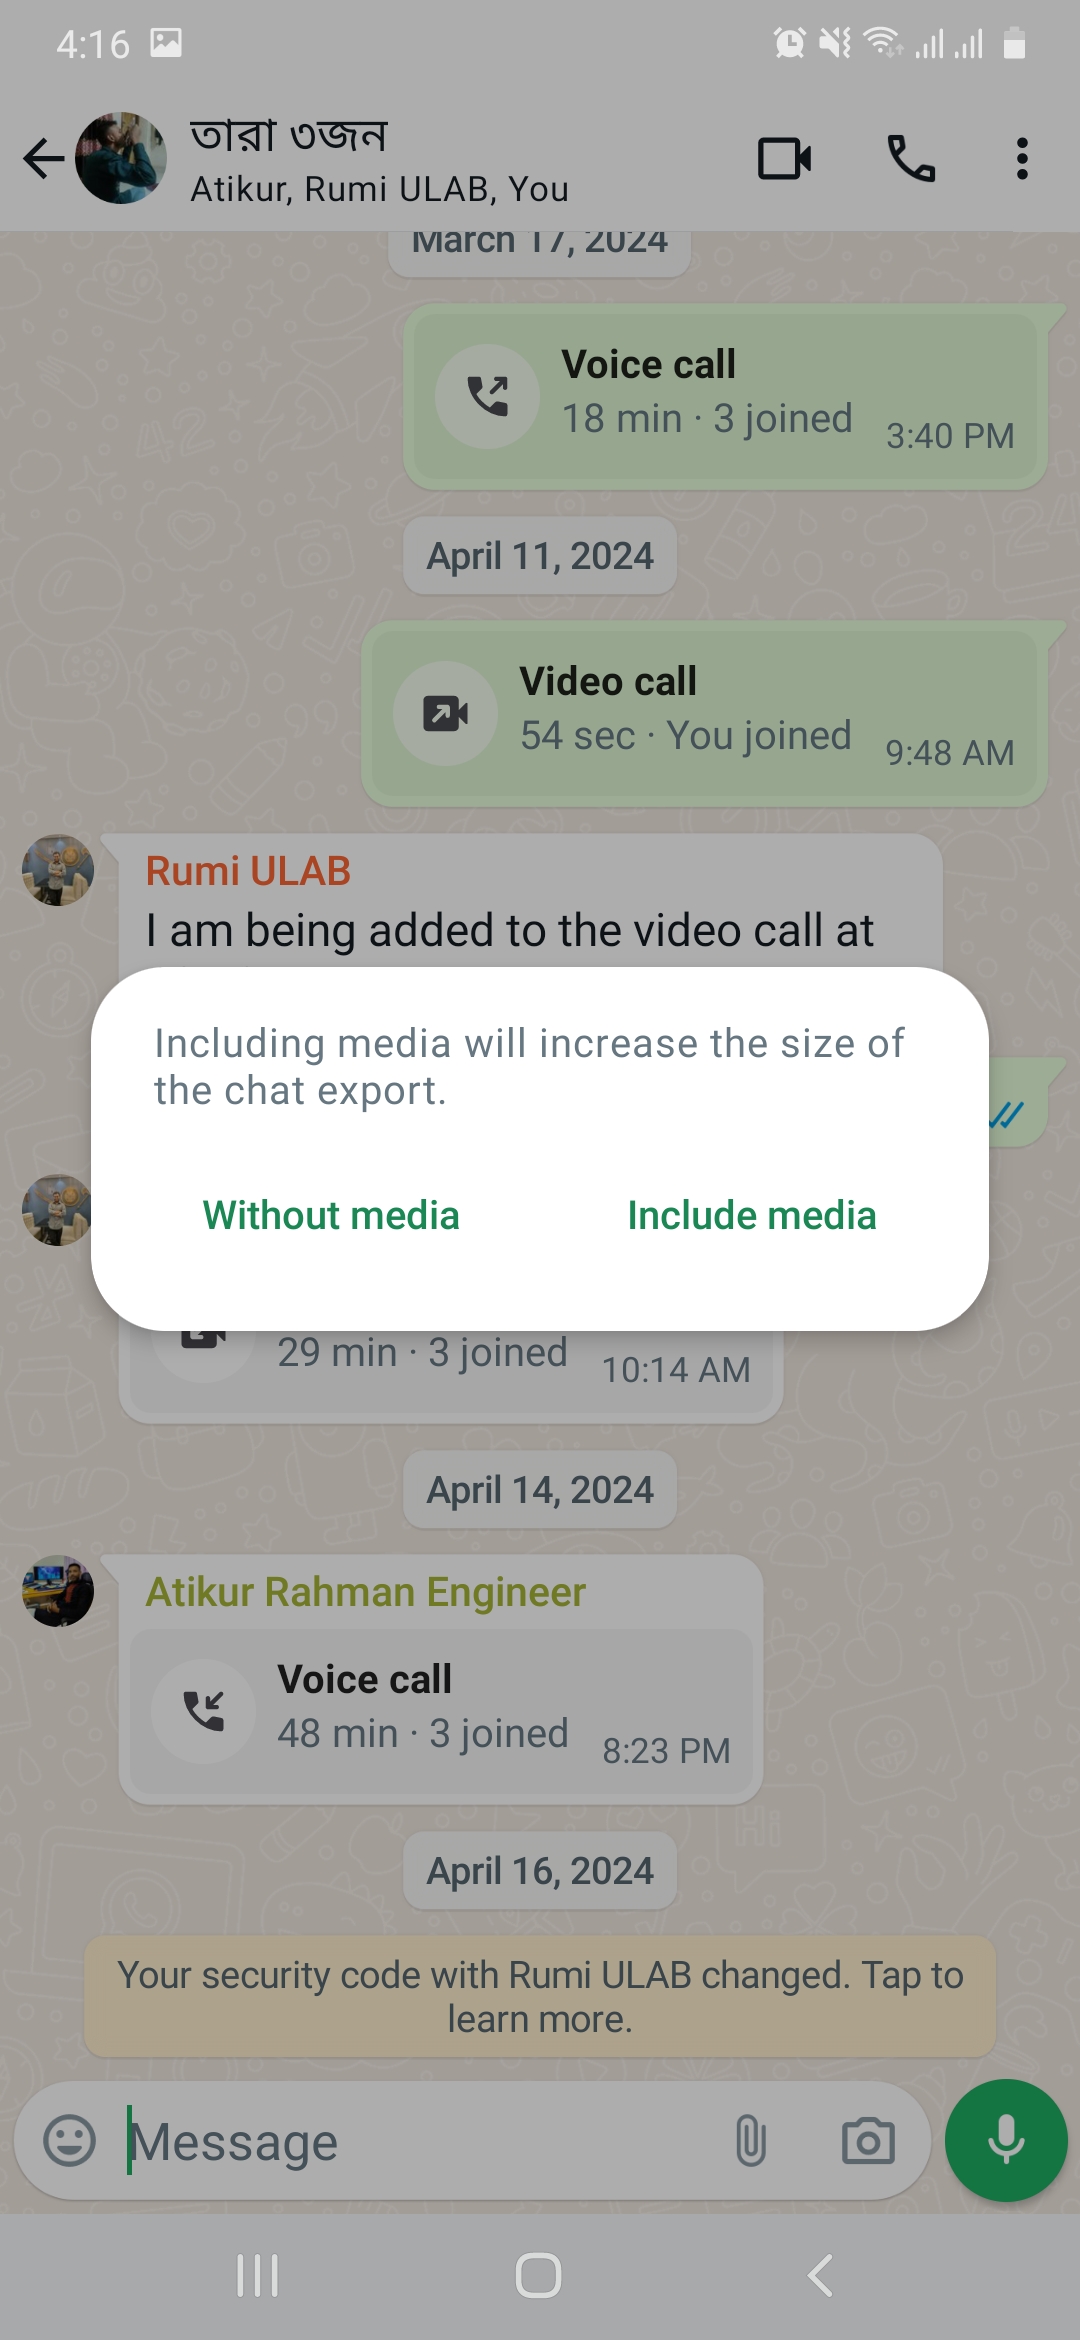 4:16
তারা ৩জন
Atikur, Rumi ULAB, You
March 17, 2024
Voice call
18 min · 3 joined
3:40 PM
April 11, 2024
Video call
54 sec · You joined
9:48 AM
Rumi ULAB
I am being added to the video call at
Including media will increase the size of
the chat export.
Without media
Include media
29 min · 3 joined
10:14 AM
April 14, 2024
Atikur Rahman Engineer
Voice call
48 min · 3 joined
8:23 PM
April 16, 2024
Your security code with Rumi ULAB changed. Tap to
learn more.
Message